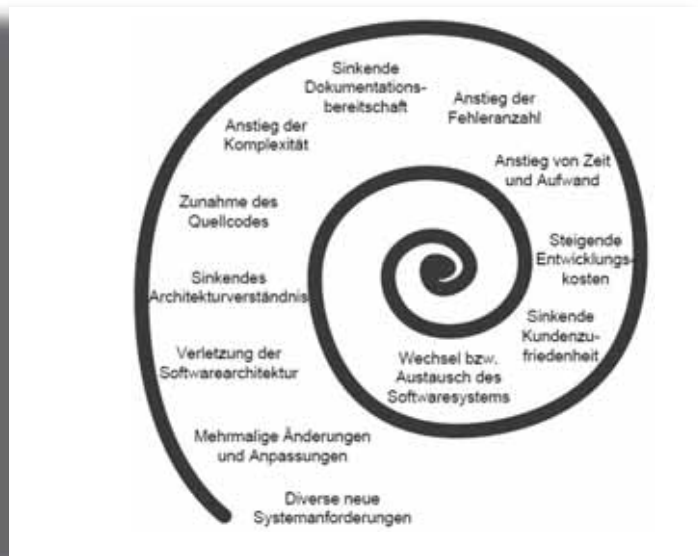 Sinkende
Dokumentations-
bereitschaft
Anstieg der
Fehleranzahl
Anstieg der
Komplexität
Anstieg von Zeit
und Aufwand
Zunahme des
Quellcodes
Steigende
Entwicklungs-
kosten
Sinkendes
Architekturverständnis
Sinkende
Kundenzu-
friedenheit
Verletzung der
Softwarearchitektur
Wechsel bzw.
Austausch des
Softwaresystems
Mehrmalige Änderungen
und Anpassungen
Diverse neue
Systemanforderungen